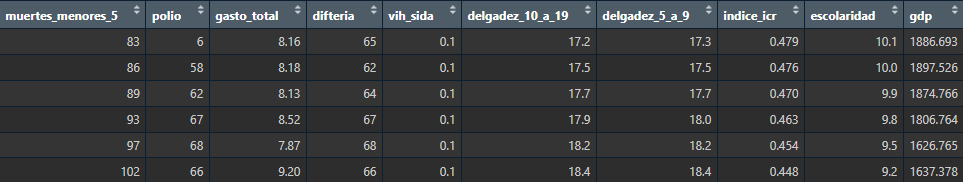 muertes_menores_5 polio gasto_total difteria vih_sida delgadez_10_a_19 delgadez_5_a_9 indice_icr escolaridad gdp
83 6 8.16 65 0.1 17.2 17.3 0.479 10.1 1886.693
86 58 8.18 62 0.1 17.5 17.5 0.476 10.0 1897.526
89 62 8.13 64 0.1 17.7 17.7 0.470 9.9 1874.766
93 67 8.52 67 0.1 17.9 18.0 0.463 9.8 1806.764
97 68 7.87 68 0.1 18.2 18.2 0.454 9.5 1626.765
102 66 9.20 66 0.1 18.4 18.4 0.448 9.2 1637.378